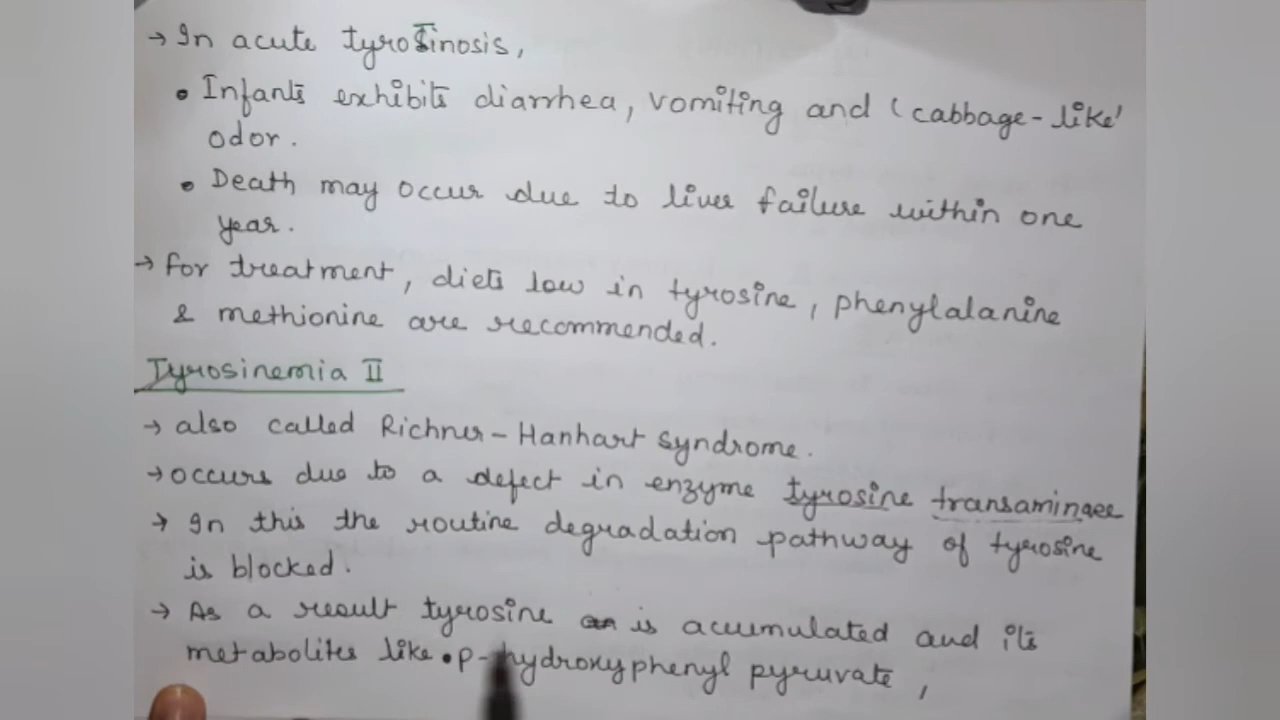 → In acute tyrosinosis,
• Infants exhibits diarrhea, vomiting and 'cabbage-like'
odor.
• Death may occur due to liver failure within one
year.
→ for treatment, diets low in tyrosine, phenylalanine
& methionine are recommended.
Tyrosinemia II
→ also called Richner-Hanhart Syndrome.
→ occurs due to a defect in enzyme tyrosine transaminase
→ In this the routine degradation pathway of tyrosine
is blocked.
→ As a result tyrosine is acumulated and its
metabolites like • p-hydroxyphenyl pyruvate,